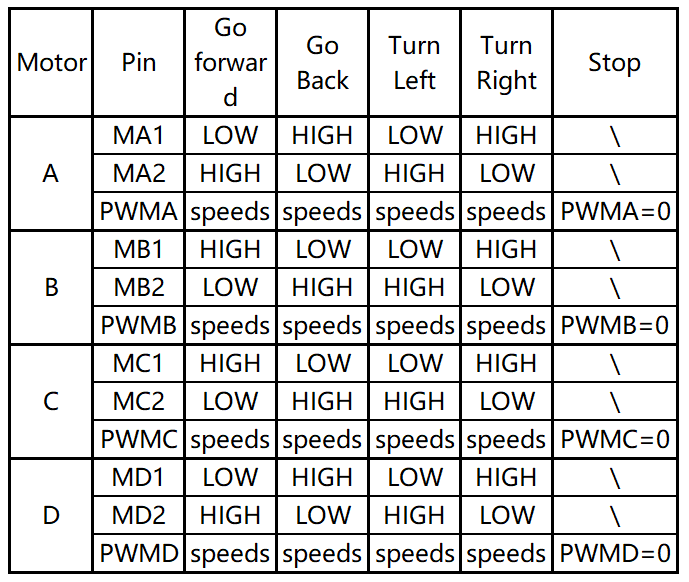 Motor Pin Go forwar d Go Back Turn Left Turn Right Stop
A MA1 LOW HIGH LOW HIGH \
MA2 HIGH LOW HIGH LOW \
PWMA speeds speeds speeds speeds PWMA=0
B MB1 HIGH LOW LOW HIGH \
MB2 LOW HIGH HIGH LOW \
PWMB speeds speeds speeds speeds PWMB=0
C MC1 HIGH LOW LOW HIGH \
MC2 LOW HIGH HIGH LOW \
PWMC speeds speeds speeds speeds PWMC=0
D MD1 LOW HIGH LOW HIGH \
MD2 HIGH LOW HIGH LOW \
PWMD speeds speeds speeds speeds PWMD=0